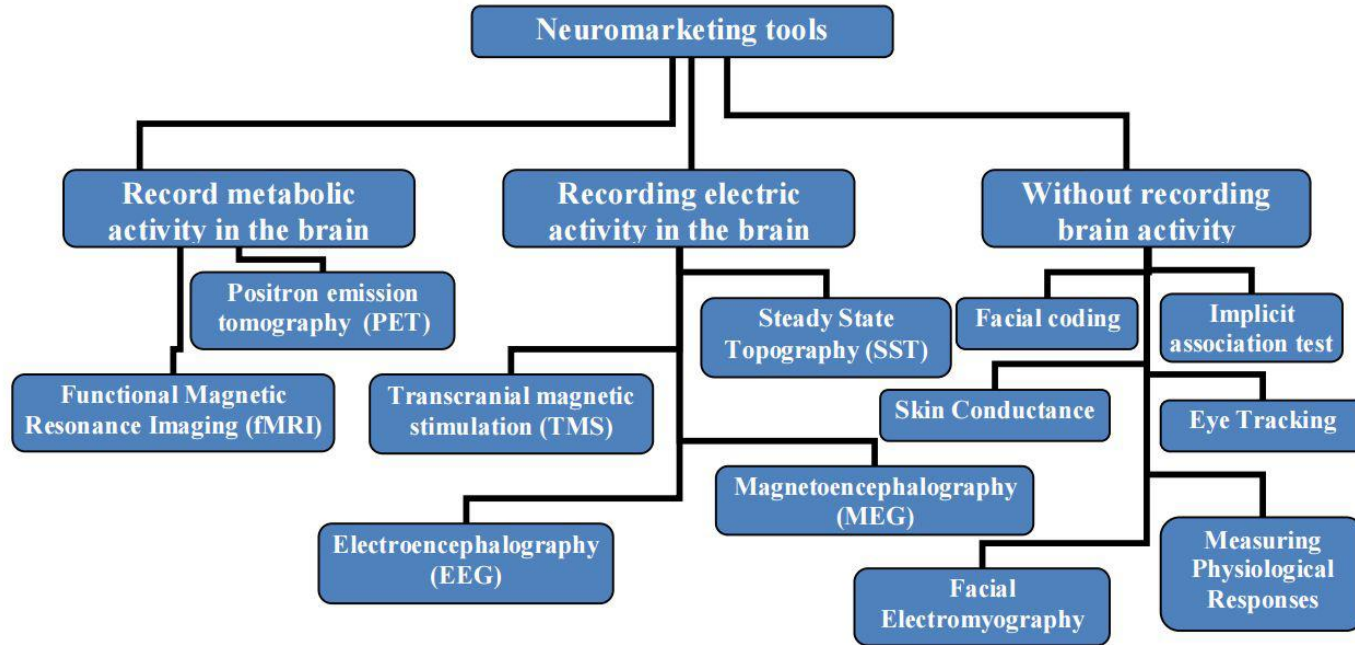 Neuromarketing tools
Record metabolic
activity in the brain
Recording electric
activity in the brain
Without recording
brain activity
Positron emission
tomography (PET)
Functional Magnetic
Resonance Imaging (fMRI)
Steady State
Topography (SST)
Transcranial magnetic
stimulation (TMS)
Magnetoencephalography
(MEG)
Electroencephalography
(EEG)
Facial coding
Implicit
association test
Skin Conductance
Eye Tracking
Facial
Electromyography
Measuring
Physiological
Responses